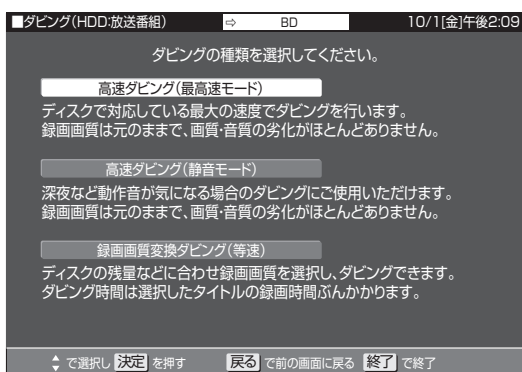 ■ダビング(HDD:放送番組) ⇨ BD 10/1[金]午後2:09
ダビングの種類を選択してください。
高速ダビング(最高速モード)
ディスクで対応している最大の速度でダビングを行います。
録画画質は元のままで、画質・音質の劣化がほとんどありません。
高速ダビング(静音モード)
深夜など動作音が気になる場合のダビングにご使用いただけます。
録画画質は元のままで、画質・音質の劣化がほとんどありません。
録画画質変換ダビング(等速)
ディスクの残量などに合わせ録画画質を選択し、ダビングできます。
ダビング時間は選択したタイトルの録画時間ぶんかかります。
で選択し 決定 を押す 戻る で前の画面に戻る 終了 で終了